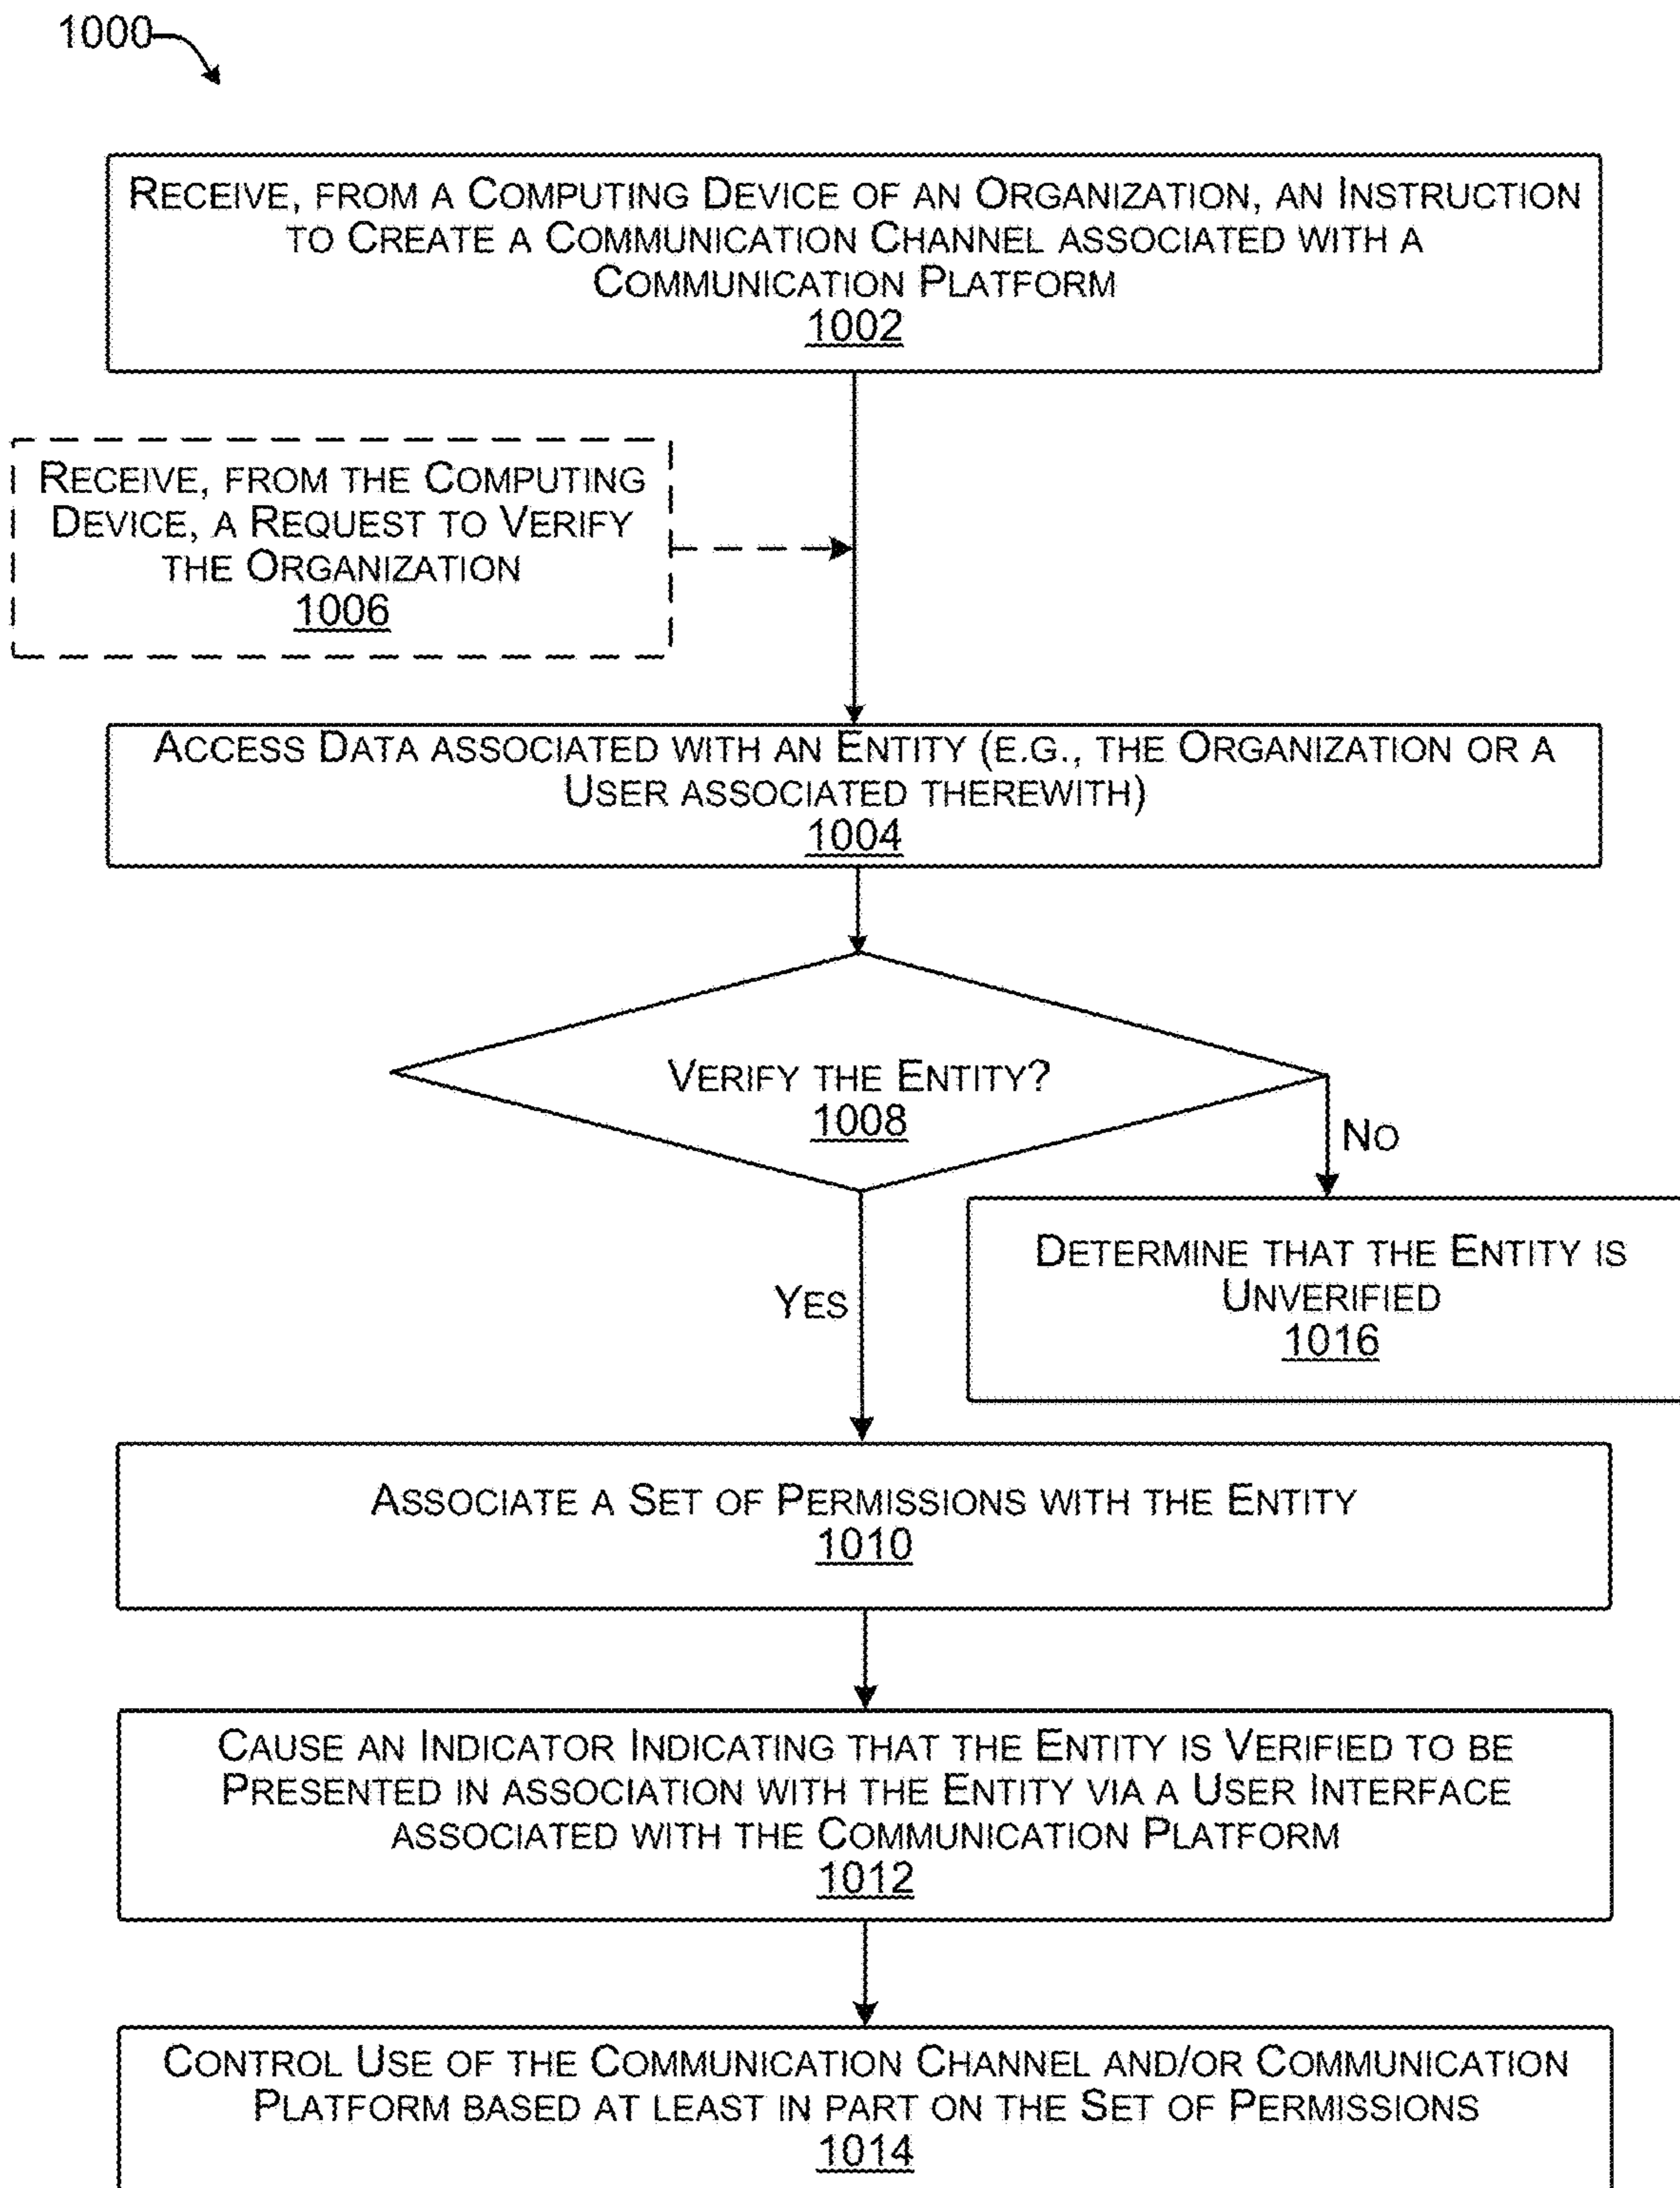 1000
RECEIVE, FROM A COMPUTING DEVICE OF AN ORGANIZATION, AN INSTRUCTION
TO CREATE A COMMUNICATION CHANNEL ASSOCIATED WITH A
COMMUNICATION PLATFORM
1002
RECEIVE, FROM THE COMPUTING
DEVICE, A REQUEST TO VERIFY
THE ORGANIZATION
1006
ACCESS DATA ASSOCIATED WITH AN ENTITY (E.G., THE ORGANIZATION OR A
USER ASSOCIATED THEREWITH)
1004
VERIFY THE ENTITY?
1008
NO
DETERMINE THAT THE ENTITY IS
UNVERIFIED
1016
YES
ASSOCIATE A SET OF PERMISSIONS WITH THE ENTITY
1010
CAUSE AN INDICATOR INDICATING THAT THE ENTITY IS VERIFIED TO BE
PRESENTED IN ASSOCIATION WITH THE ENTITY VIA A USER INTERFACE
ASSOCIATED WITH THE COMMUNICATION PLATFORM
1012
CONTROL USE OF THE COMMUNICATION CHANNEL AND/OR COMMUNICATION
PLATFORM BASED AT LEAST IN PART ON THE SET OF PERMISSIONS
1014